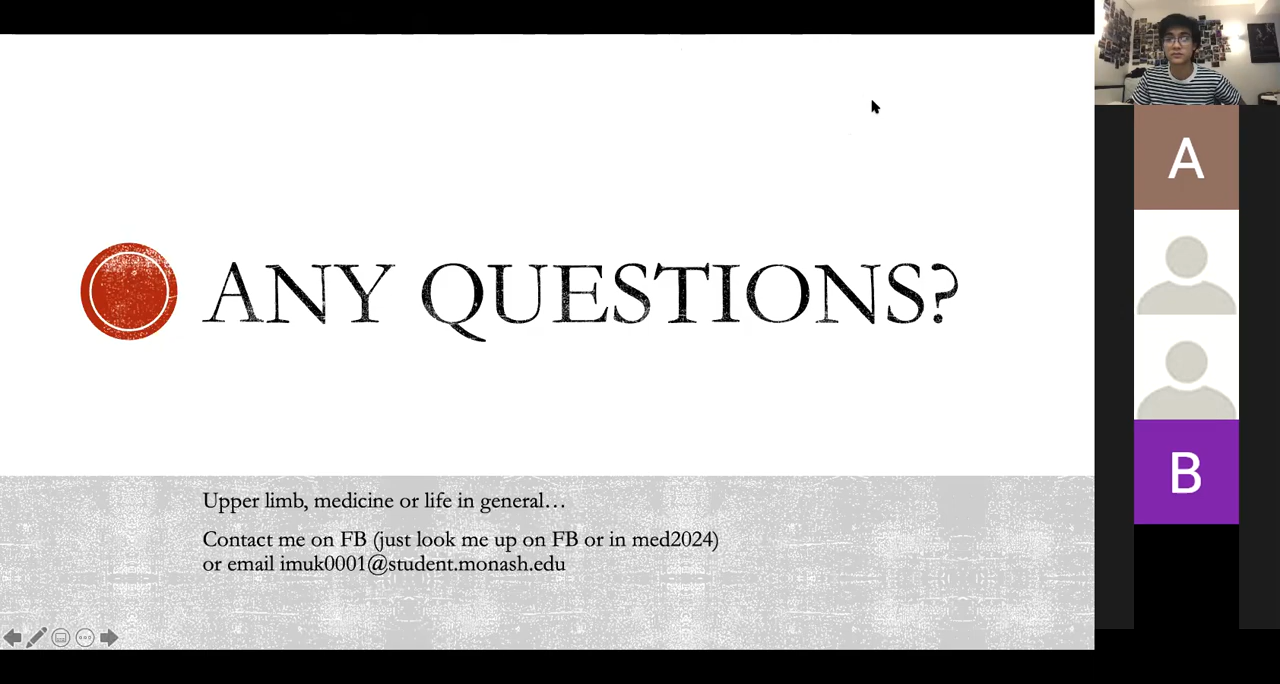 A
ANY QUESTIONS?
B
Upper limb, medicine or life in general…
Contact me on FB (just look me up on FB or in med2024)
or email imuk0001@student.monash.edu